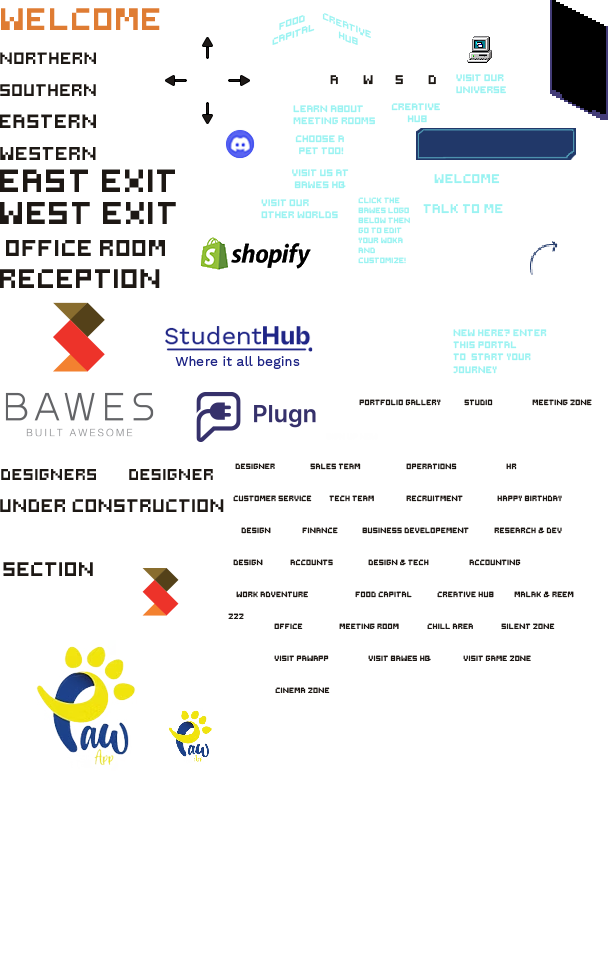 WELCOME
FOOD
CAPITAL
CREATIVE
HUB
NORTHERN
SOUTHERN
EASTERN
WESTERN
A W S D
VISIT OUR
UNIVERSE
LEARN ABOUT
MEETING ROOMS
CREATIVE
HUB
CHOOSE A
PET TOO!
EAST EXIT
WEST EXIT
VISIT US AT
BAWES HQ
WELCOME
VISIT OUR
OTHER WORLDS
CLICK THE
BAWES LOGO
BELOW THEN
GO TO EDIT
YOUR WOKA
AND
CUSTOMIZE!
TALK TO ME
OFFICE ROOM
shopify
RECEPTION
StudentHub
Where it all begins
NEW HERE? ENTER
THIS PORTAL
TO START YOUR
JOURNEY
BAWES
BUILT AWESOME
Plugn
PORTFOLIO GALLERY STUDIO MEETING ZONE
DESIGNERS DESIGNER
DESIGNER SALES TEAM OPERATIONS HR
UNDER CONSTRUCTION
CUSTOMER SERVICE TECH TEAM RECRUITMENT HAPPY BIRTHDAY
DESIGN FINANCE BUSINESS DEVELOPEMENT RESEARCH & DEV
SECTION
DESIGN ACCOUNTS DESIGN & TECH ACCOUNTING
WORK ADVENTURE FOOD CAPITAL CREATIVE HUB MALAK & REEM
ZZZ
OFFICE MEETING ROOM CHILL AREA SILENT ZONE
VISIT PAWAPP VISIT BAWES HQ VISIT GAME ZONE
CINEMA ZONE
Paw
App
Paw